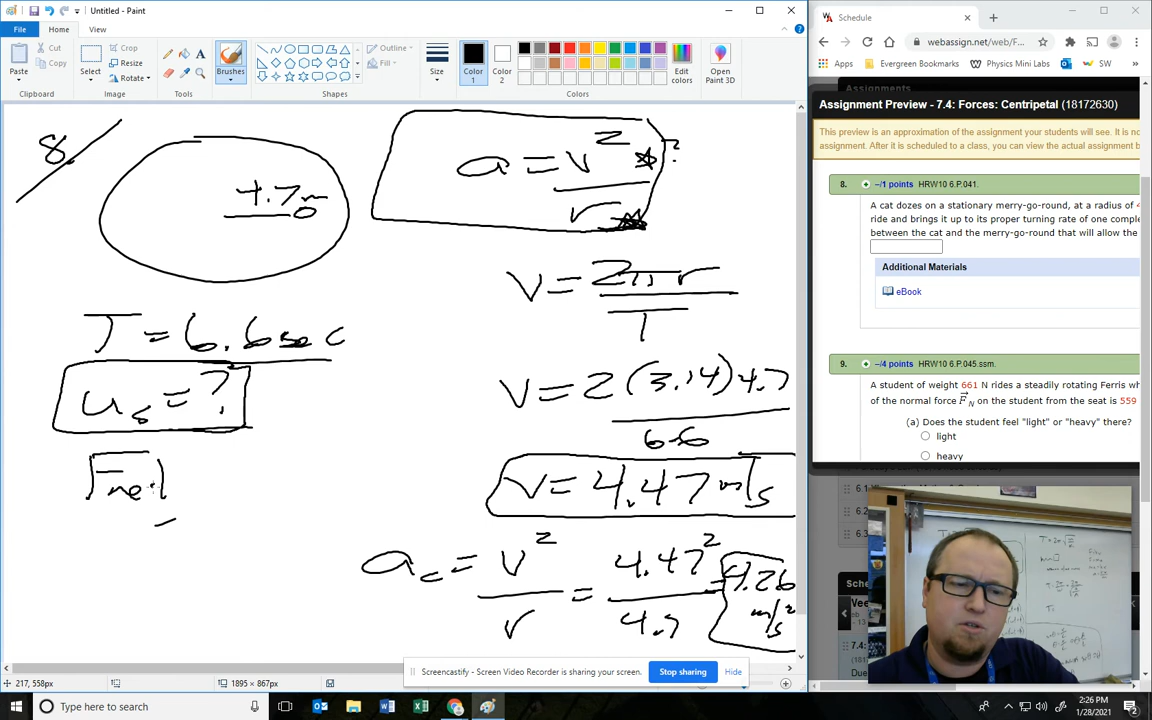 Untitled - Paint
File
Home
View
Paste
Cut
Copy
Clipboard
Select
Crop
Resize
Rotate
Image
Tools
Brushes
Shapes
Outline
Fill
Size
Color 1
Color 2
Edit colors
Open Paint 3D
Colors
8
4.7m
a = v²
r
?
T = 6.6 sec
us = ?
Fnet
v = 2πr
T
v = 2(3.14)4.7
6.6
v = 4.47 m/s
ac = v² = 4.47² = 4.26 m/s²
r 4.7
217, 558px
1895 × 867px
Screencastify - Screen Video Recorder is sharing your screen.
Stop sharing
Hide
Schedule
webassign.net/web/F...
Apps
Evergreen Bookmarks
Physics Mini Labs
SW
Assignment Preview - 7.4: Forces: Centripetal (18172630)
This preview is an approximation of the assignment your students will see. It is no
assignment. After it is scheduled to a class, you can view the actual assignment b
8.
–/1 points
HRW10 6.P.041.
A cat dozes on a stationary merry-go-round, at a radius of 4
ride and brings it up to its proper turning rate of one comple
between the cat and the merry-go-round that will allow the
Additional Materials
eBook
9.
–/4 points
HRW10 6.P.045.ssm.
A student of weight 661 N rides a steadily rotating Ferris wh
of the normal force F N on the student from the seat is 559
(a) Does the student feel "light" or "heavy" there?
light
heavy
Type here to search
2:26 PM
1/28/2021